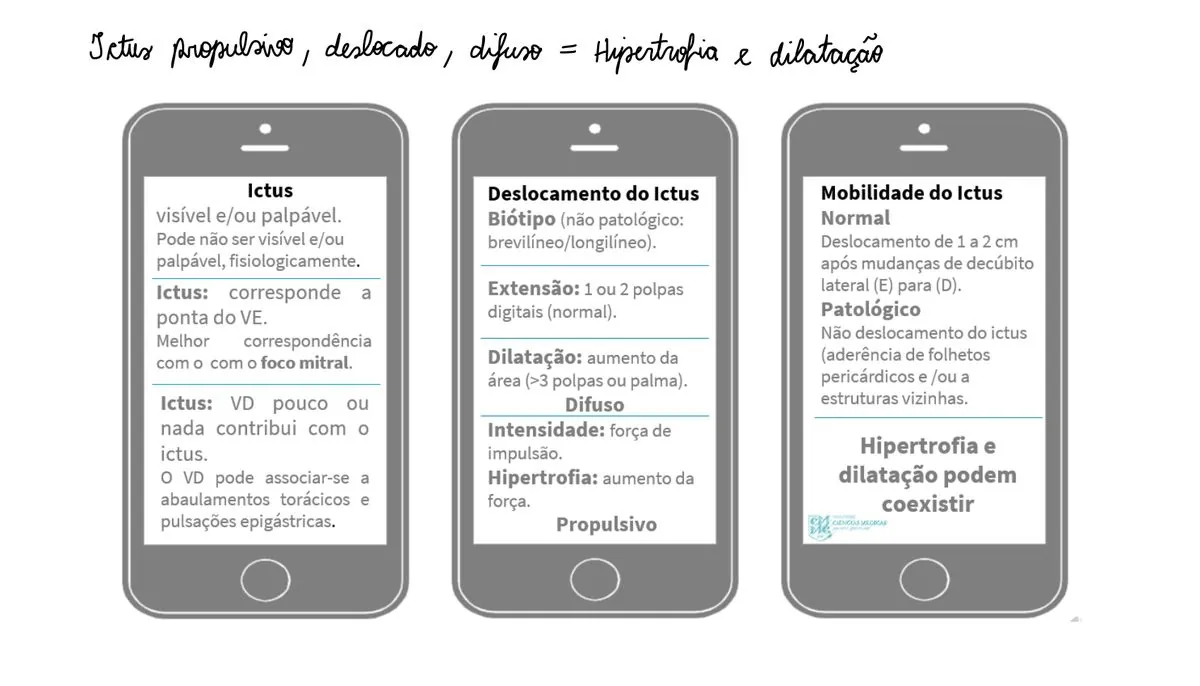 Ictus propulsivo, deslocado, difuso = Hipertrofia e dilatação
Ictus
visível e/ou palpável.
Pode não ser visível e/ou
palpável, fisiologicamente.
Ictus: corresponde a
ponta do VE.
Melhor correspondência
com o com o foco mitral.
Ictus: VD pouco ou
nada contribui com o
ictus.
O VD pode associar-se a
abaulamentos torácicos e
pulsações epigástricas.
Deslocamento do Ictus
Biótipo (não patológico:
brevilíneo/longilíneo).
Extensão: 1 ou 2 polpas
digitais (normal).
Dilatação: aumento da
área (>3 polpas ou palma).
Difuso
Intensidade: força de
impulsão.
Hipertrofia: aumento da
força.
Propulsivo
Mobilidade do Ictus
Normal
Deslocamento de 1 a 2 cm
após mudanças de decúbito
lateral (E) para (D).
Patológico
Não deslocamento do ictus
(aderência de folhetos
pericárdicos e /ou a
estruturas vizinhas.
Hipertrofia e
dilatação podem
coexistir
CIÊNCIAS MÉDICAS